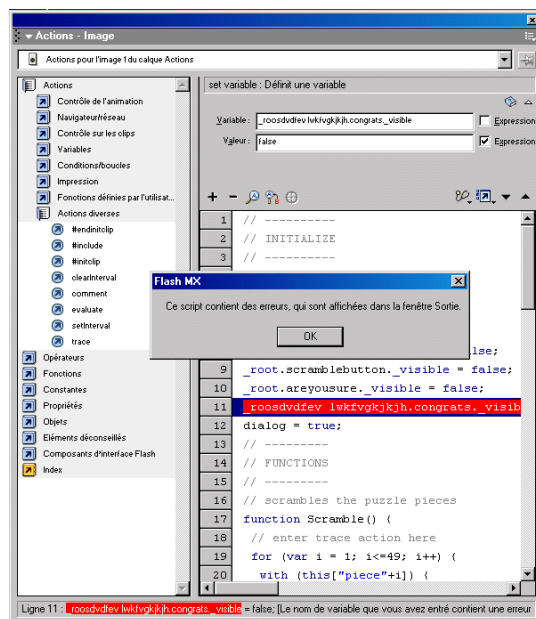 Actions - Image
Actions pour l'image 1 du calque Actions
Actions
Contrôle de l'animation
Navigateur/réseau
Contrôle sur les clips
Variables
Conditions/boucles
Impression
Fonctions définies par l'utilisat...
Actions diverses
#endinitclip
#include
#initclip
clearInterval
comment
evaluate
setInterval
trace
Opérateurs
Fonctions
Constantes
Propriétés
Objets
Eléments déconseillés
Composants d'interface Flash
Index
set variable : Définit une variable
Variable : _roosdvdfev lwkfvgkjkjh.congrats._visible Expression
Valeur : false Expression
1 // ----------
2 // INITIALIZE
3 // ----------
Flash MX
Ce script contient des erreurs, qui sont affichées dans la fenêtre Sortie.
OK
lse;
9 _root.scramblebutton._visible = false;
10 _root.areyousure._visible = false;
11 _roosdvdfev lwkfvgkjkjh.congrats._visib
12 dialog = true;
13 // ---------
14 // FUNCTIONS
15 // ---------
16 // scrambles the puzzle pieces
17 function Scramble() {
18 // enter trace action here
19 for (var i = 1; i<=49; i++) {
20 with (this["piece"+i]) {
Ligne 11 : _roosdvdfev lwkfvgkjkjh.congrats._visible = false; [Le nom de variable que vous avez entré contient une erreur